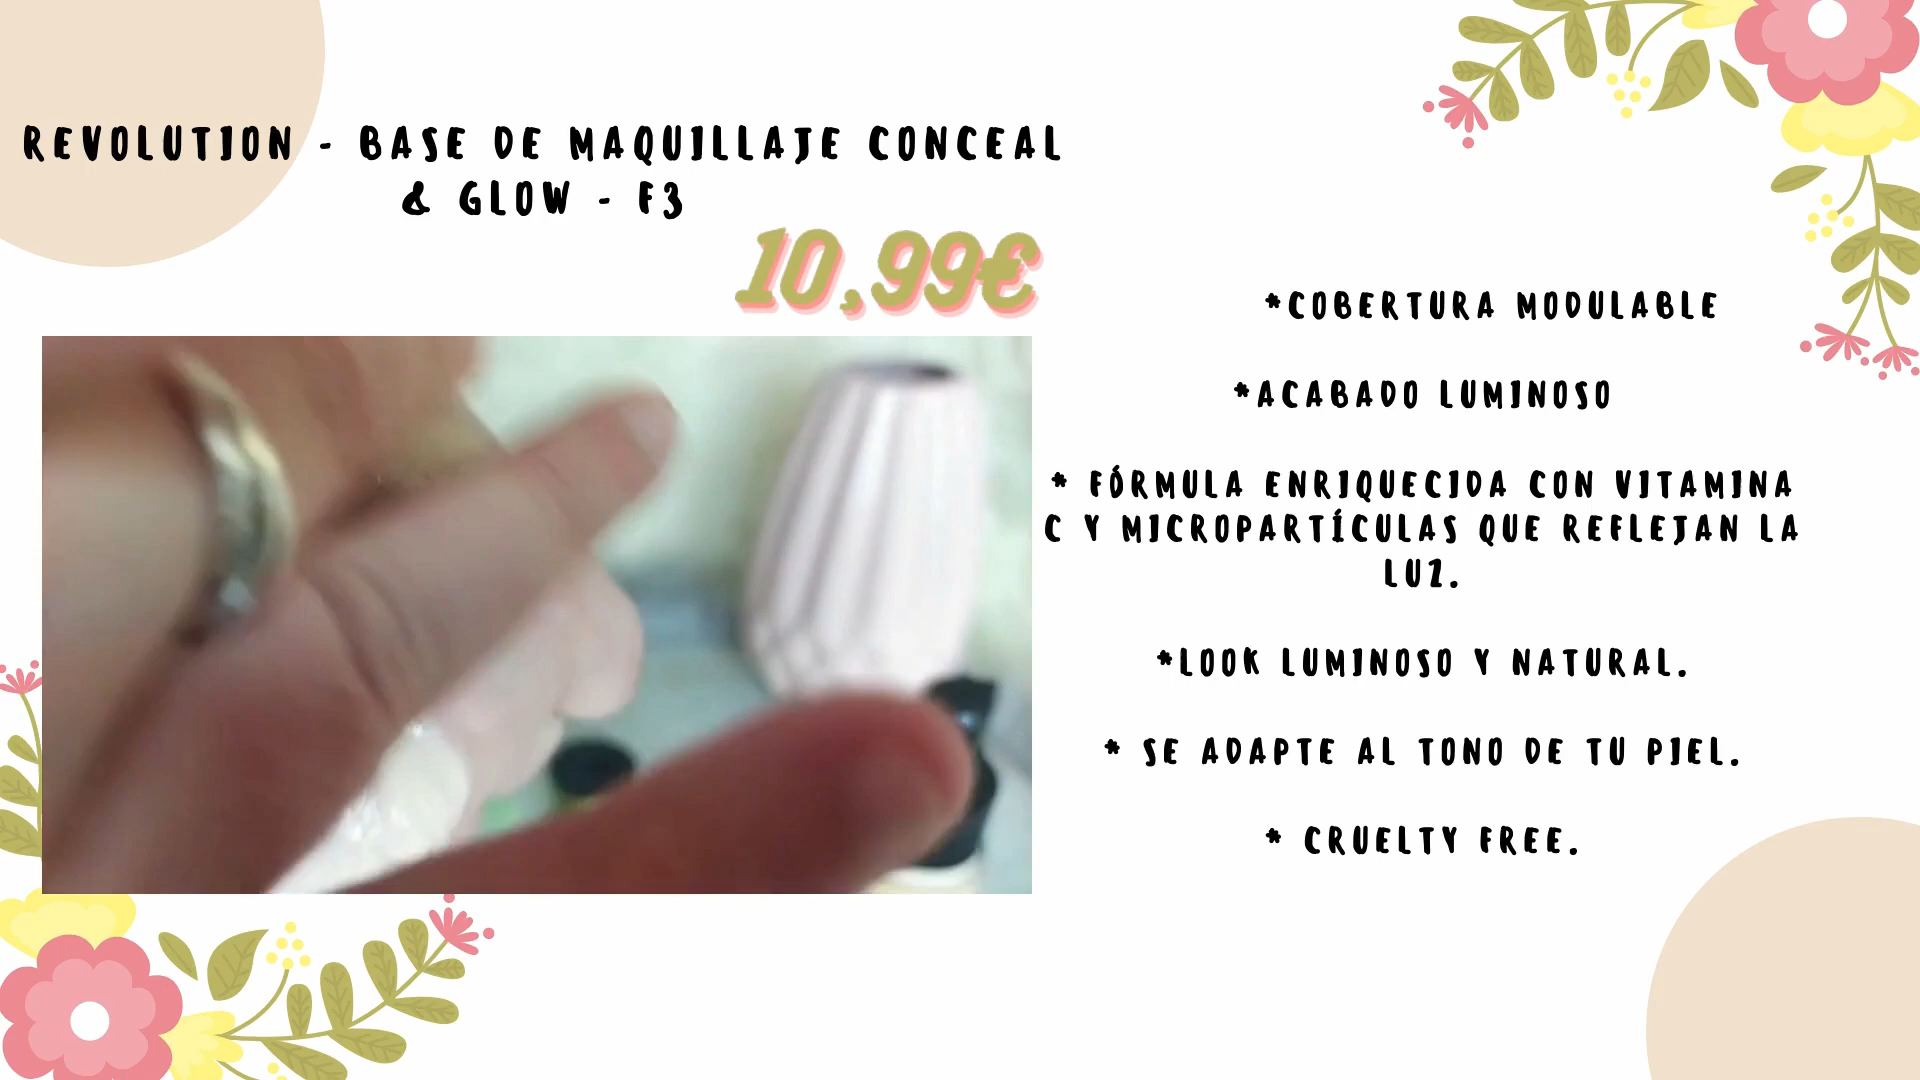 REVOLUTION - BASE DE MAQUILLAJE CONCEAL
& GLOW - F3
10,99€
*COBERTURA MODULABLE
*ACABADO LUMINOSO
* FÓRMULA ENRIQUECIDA CON VITAMINA
C Y MICROPARTÍCULAS QUE REFLEJAN LA
LUZ.
*LOOK LUMINOSO Y NATURAL.
* SE ADAPTE AL TONO DE TU PIEL.
* CRUELTY FREE.